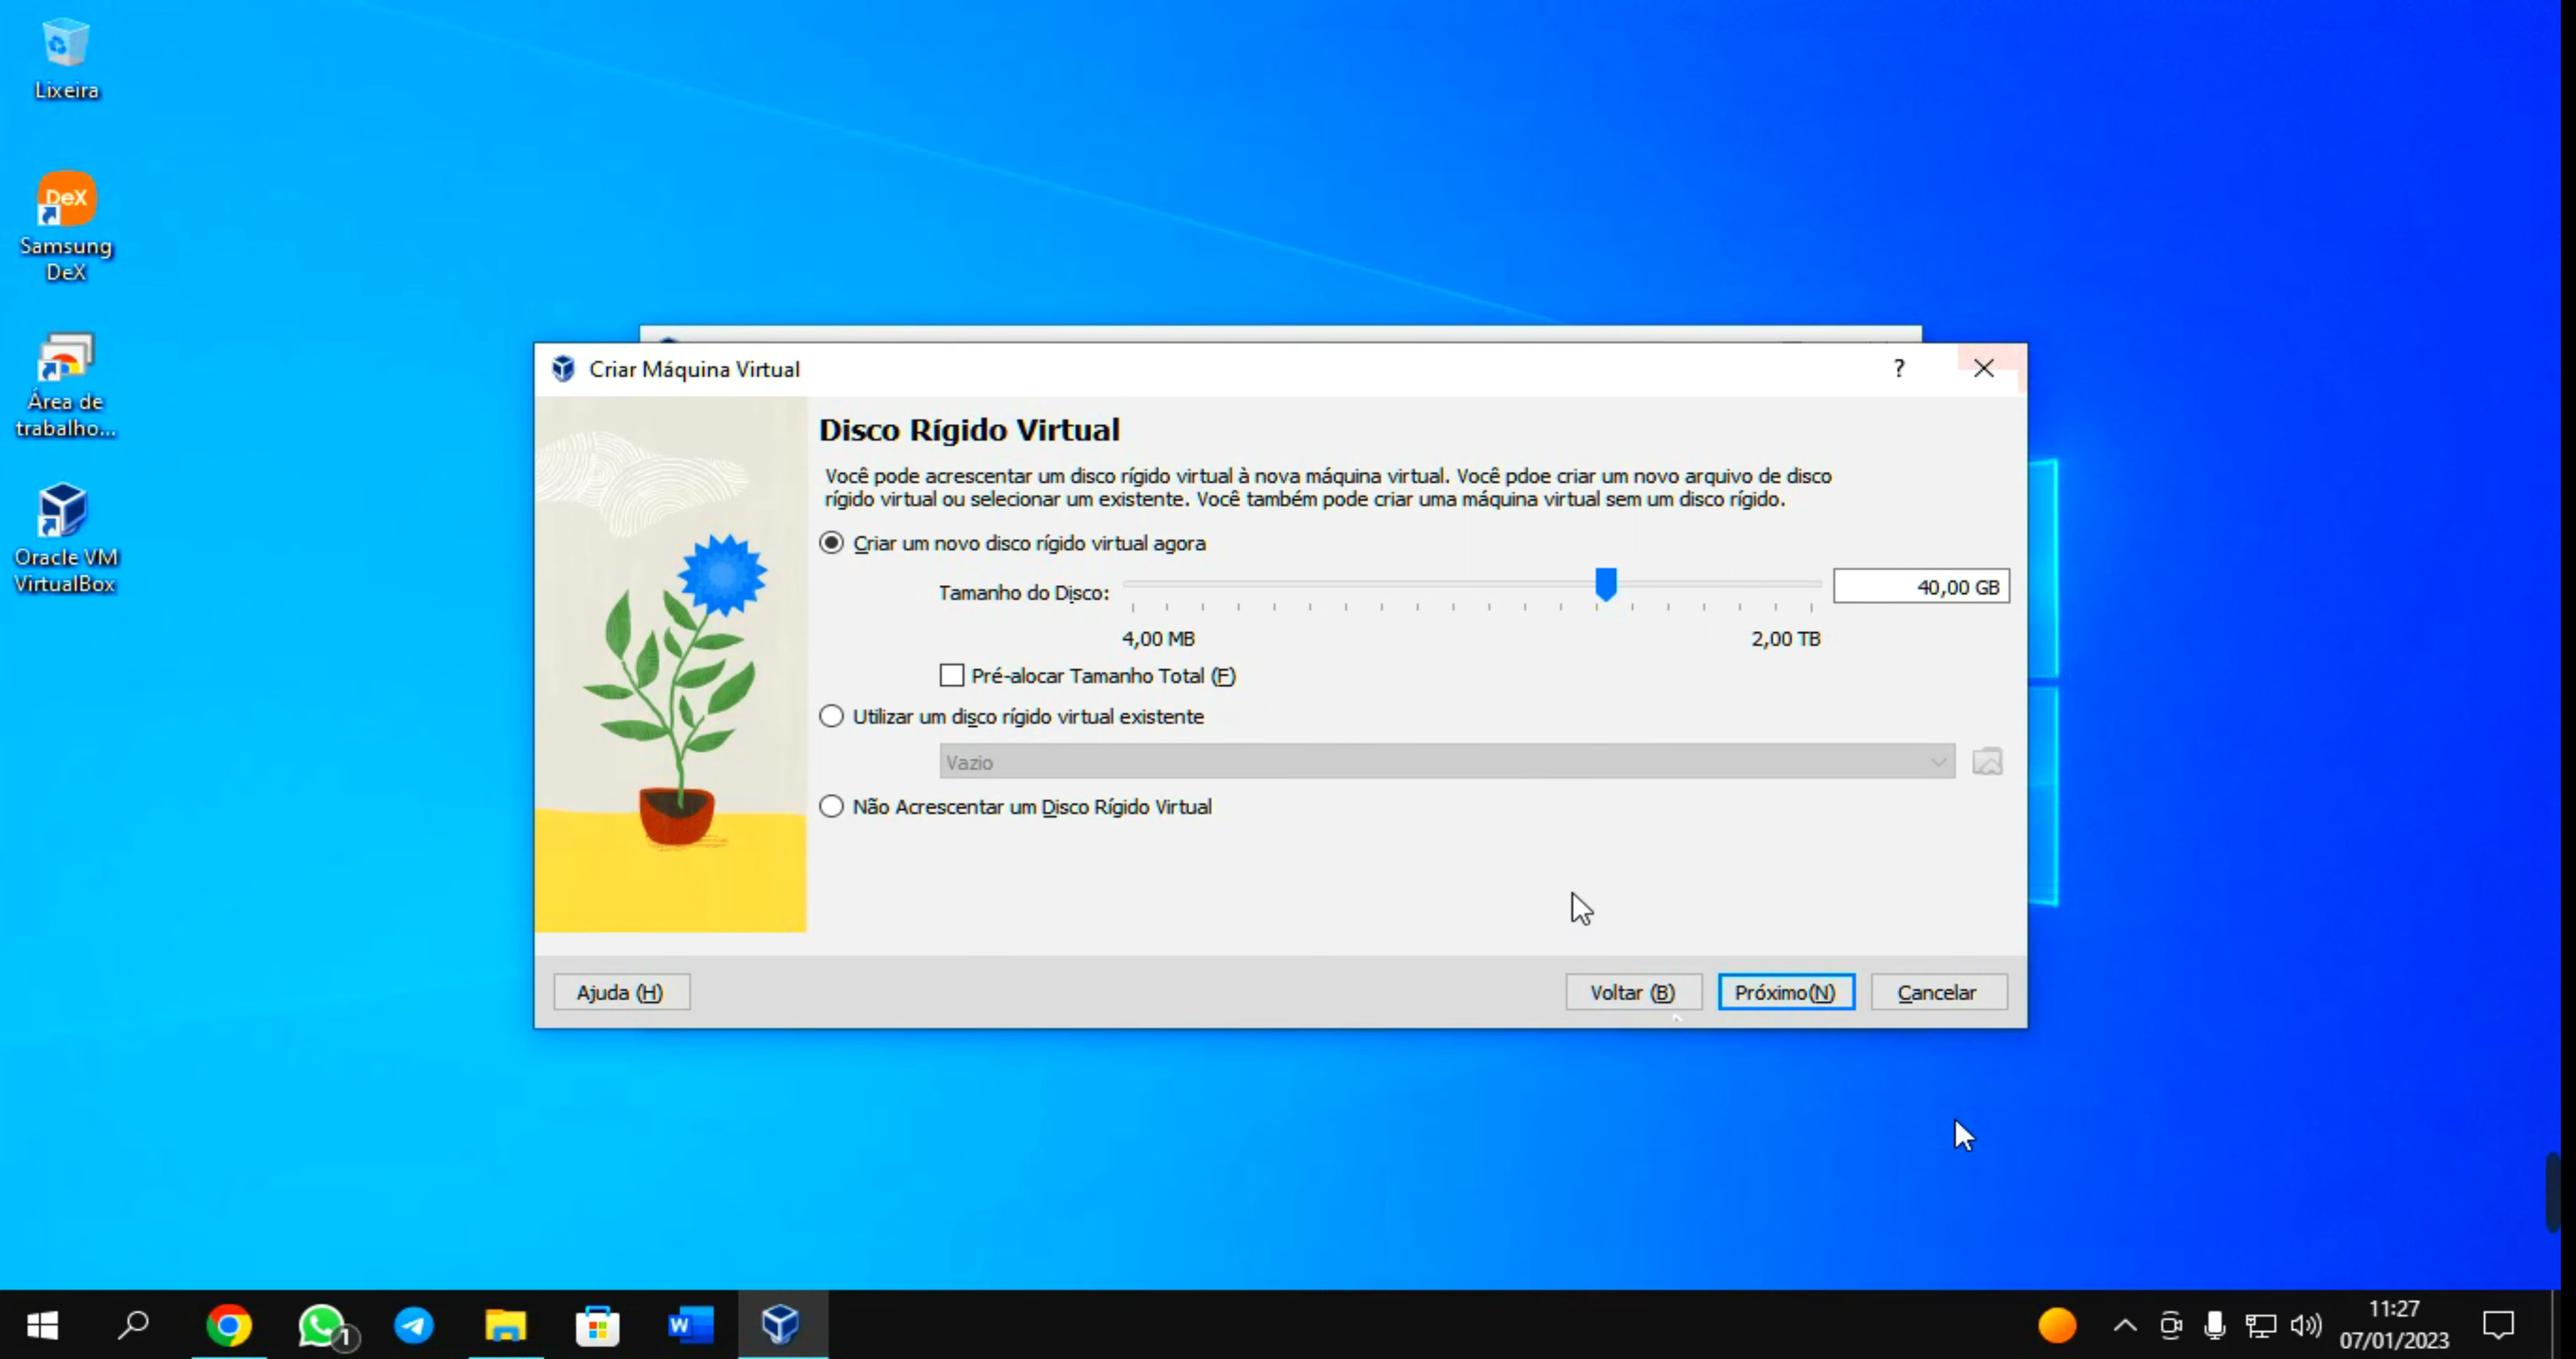 Lixeira
DeX
Samsung
DeX
Área de
trabalho...
Oracle VM
VirtualBox
Criar Máquina Virtual
?
Disco Rígido Virtual
Você pode acrescentar um disco rígido virtual à nova máquina virtual. Você pdoe criar um novo arquivo de disco
rígido virtual ou selecionar um existente. Você também pode criar uma máquina virtual sem um disco rígido.
Criar um novo disco rígido virtual agora
Tamanho do Disco:
40,00 GB
4,00 MB
2,00 TB
Pré-alocar Tamanho Total (F)
Utilizar um disco rígido virtual existente
Vazio
Não Acrescentar um Disco Rígido Virtual
Ajuda (H)
Voltar (B)
Próximo(N)
Cancelar
1
W
11:27
07/01/2023